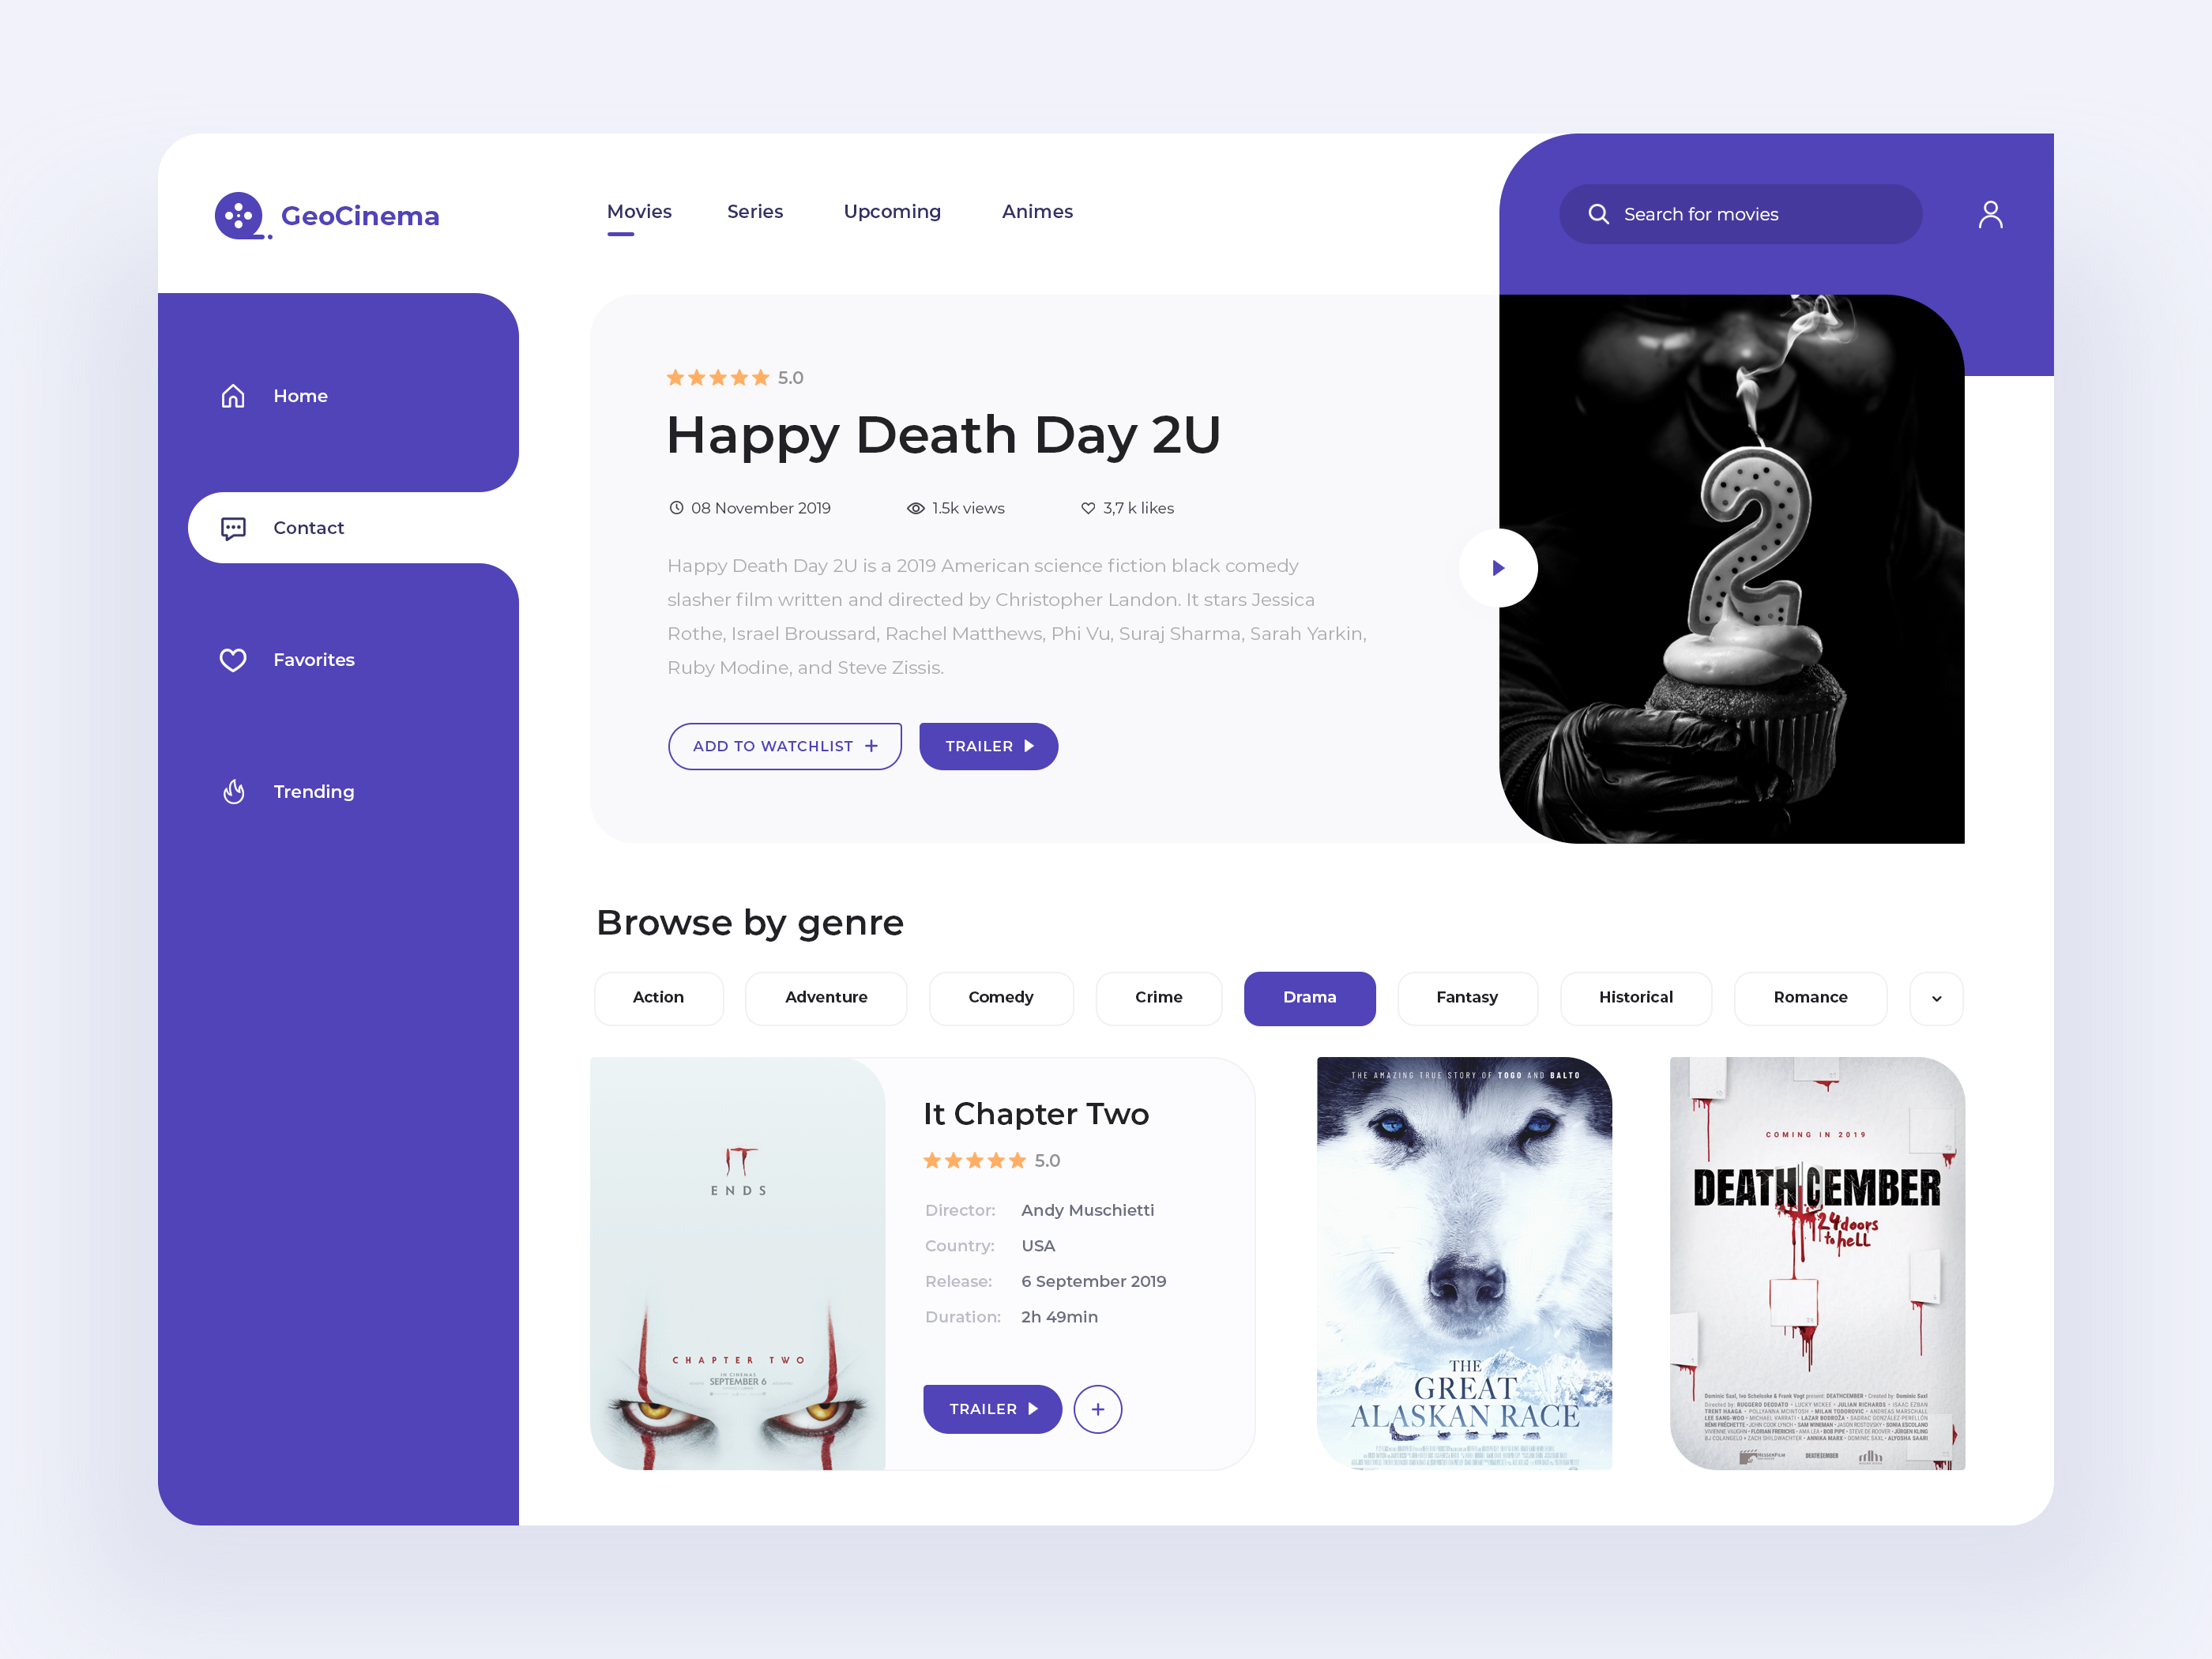 GeoCinema
Movies
Series
Upcoming
Animes
Search for movies
Home
Contact
Favorites
Trending
5.0
Happy Death Day 2U
08 November 2019
1.5k views
3,7 k likes
Happy Death Day 2U is a 2019 American science fiction black comedy
slasher film written and directed by Christopher Landon. It stars Jessica
Rothe, Israel Broussard, Rachel Matthews, Phi Vu, Suraj Sharma, Sarah Yarkin,
Ruby Modine, and Steve Zissis.
ADD TO WATCHLIST +
TRAILER
2
Browse by genre
Action
Adventure
Comedy
Crime
Drama
Fantasy
Historical
Romance
IT
ENDS
CHAPTER TWO
IN CINEMAS
SEPTEMBER 6
It Chapter Two
5.0
Director: Andy Muschietti
Country: USA
Release: 6 September 2019
Duration: 2h 49min
TRAILER
+
THE AMAZING TRUE STORY OF TOGO AND BALTO
THE
GREAT
ALASKAN RACE
COMING IN 2019
DEATHCEMBER
24 doors
to hell
DEATHCEMBER